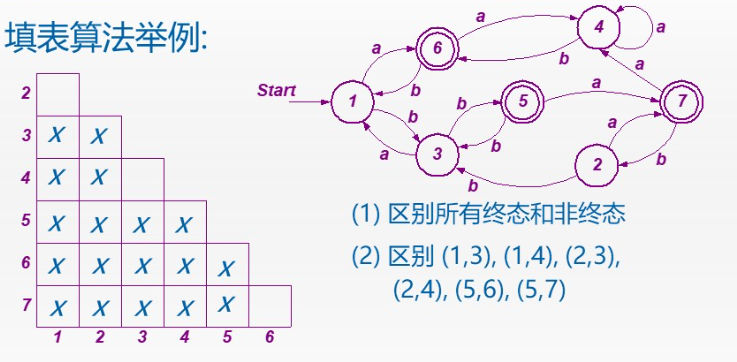 填表算法举例:
2
3 X X
4 X X
5 X X X X
6 X X X X X
7 X X X X X
1 2 3 4 5 6
Start
1
6
4
3
5
2
7
a
b
a
b
a
b
a
b
b
a
a
b
a
b
(1) 区别所有终态和非终态
(2) 区别 (1,3), (1,4), (2,3),
(2,4), (5,6), (5,7)